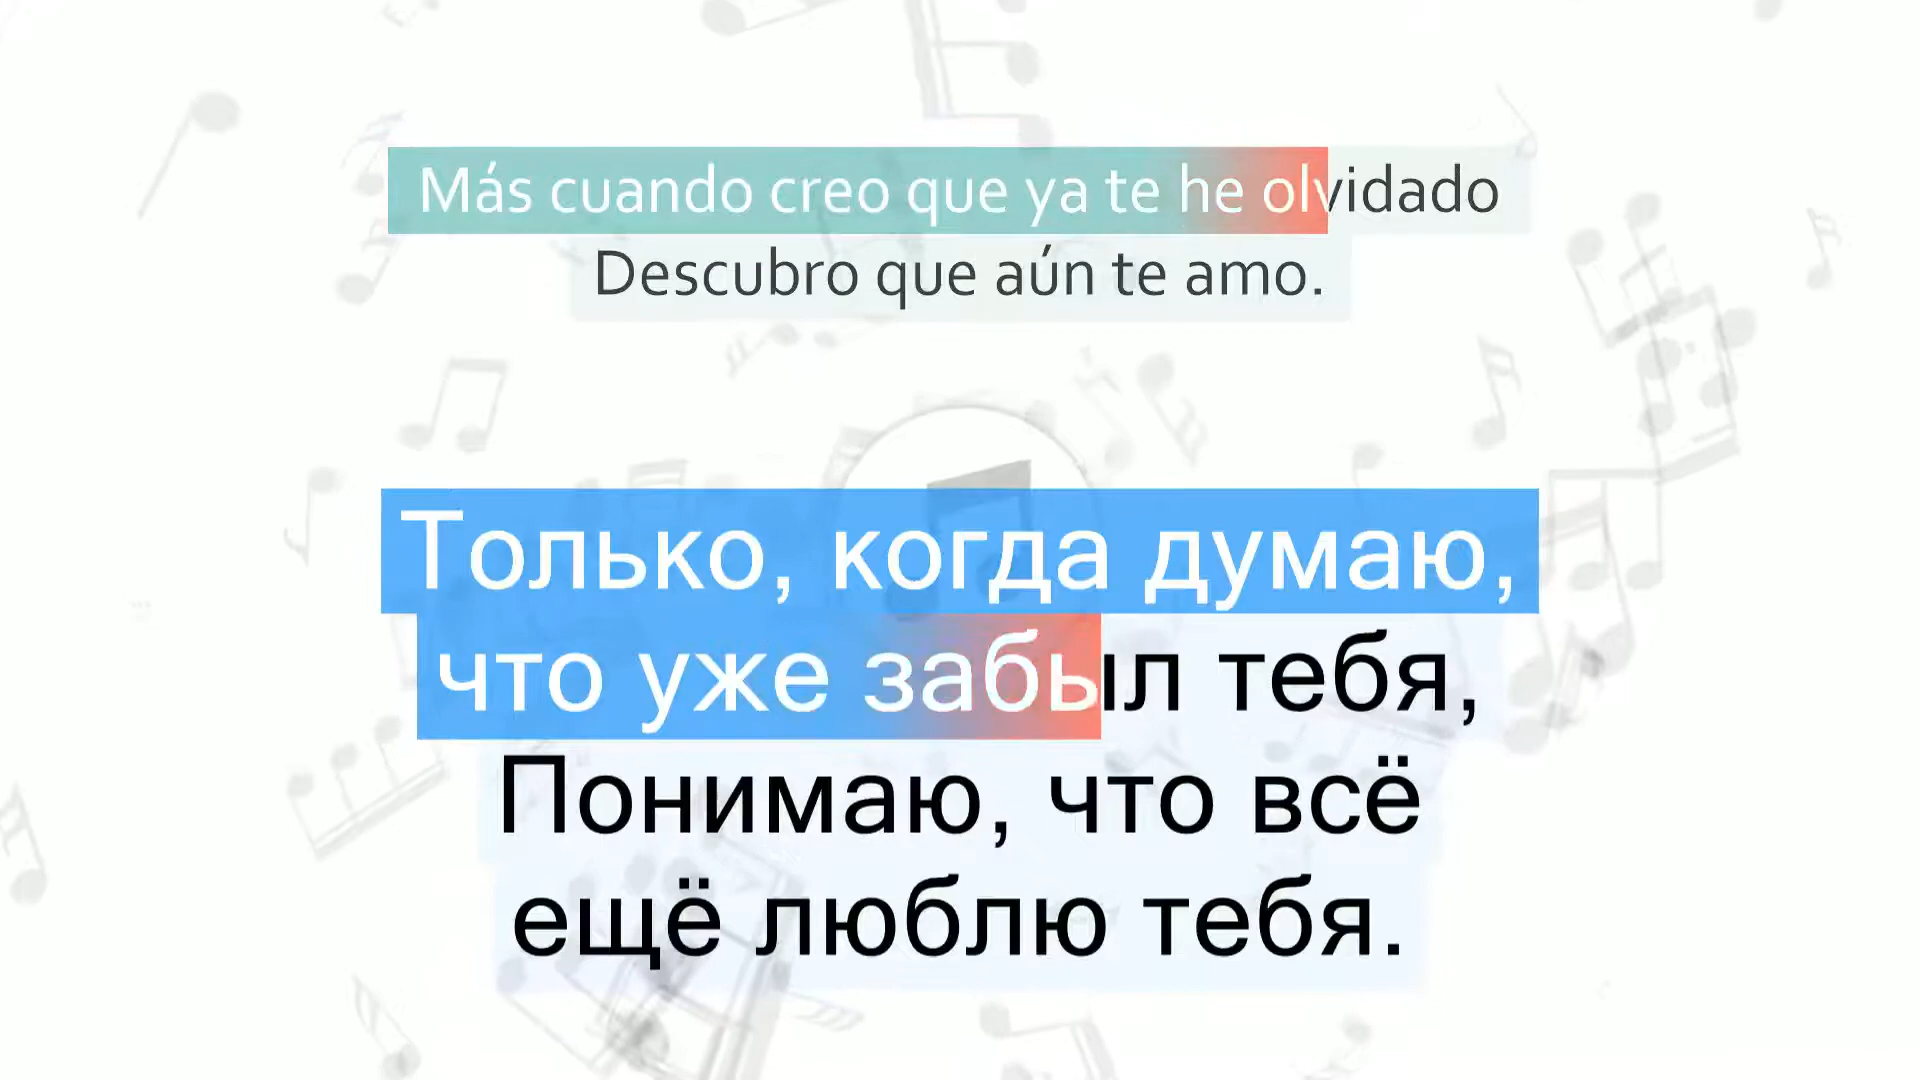 Más cuando creo que ya te he olvidado
Descubro que aún te amo.
Только, когда думаю,
что уже забыл тебя,
Понимаю, что всё
ещё люблю тебя.